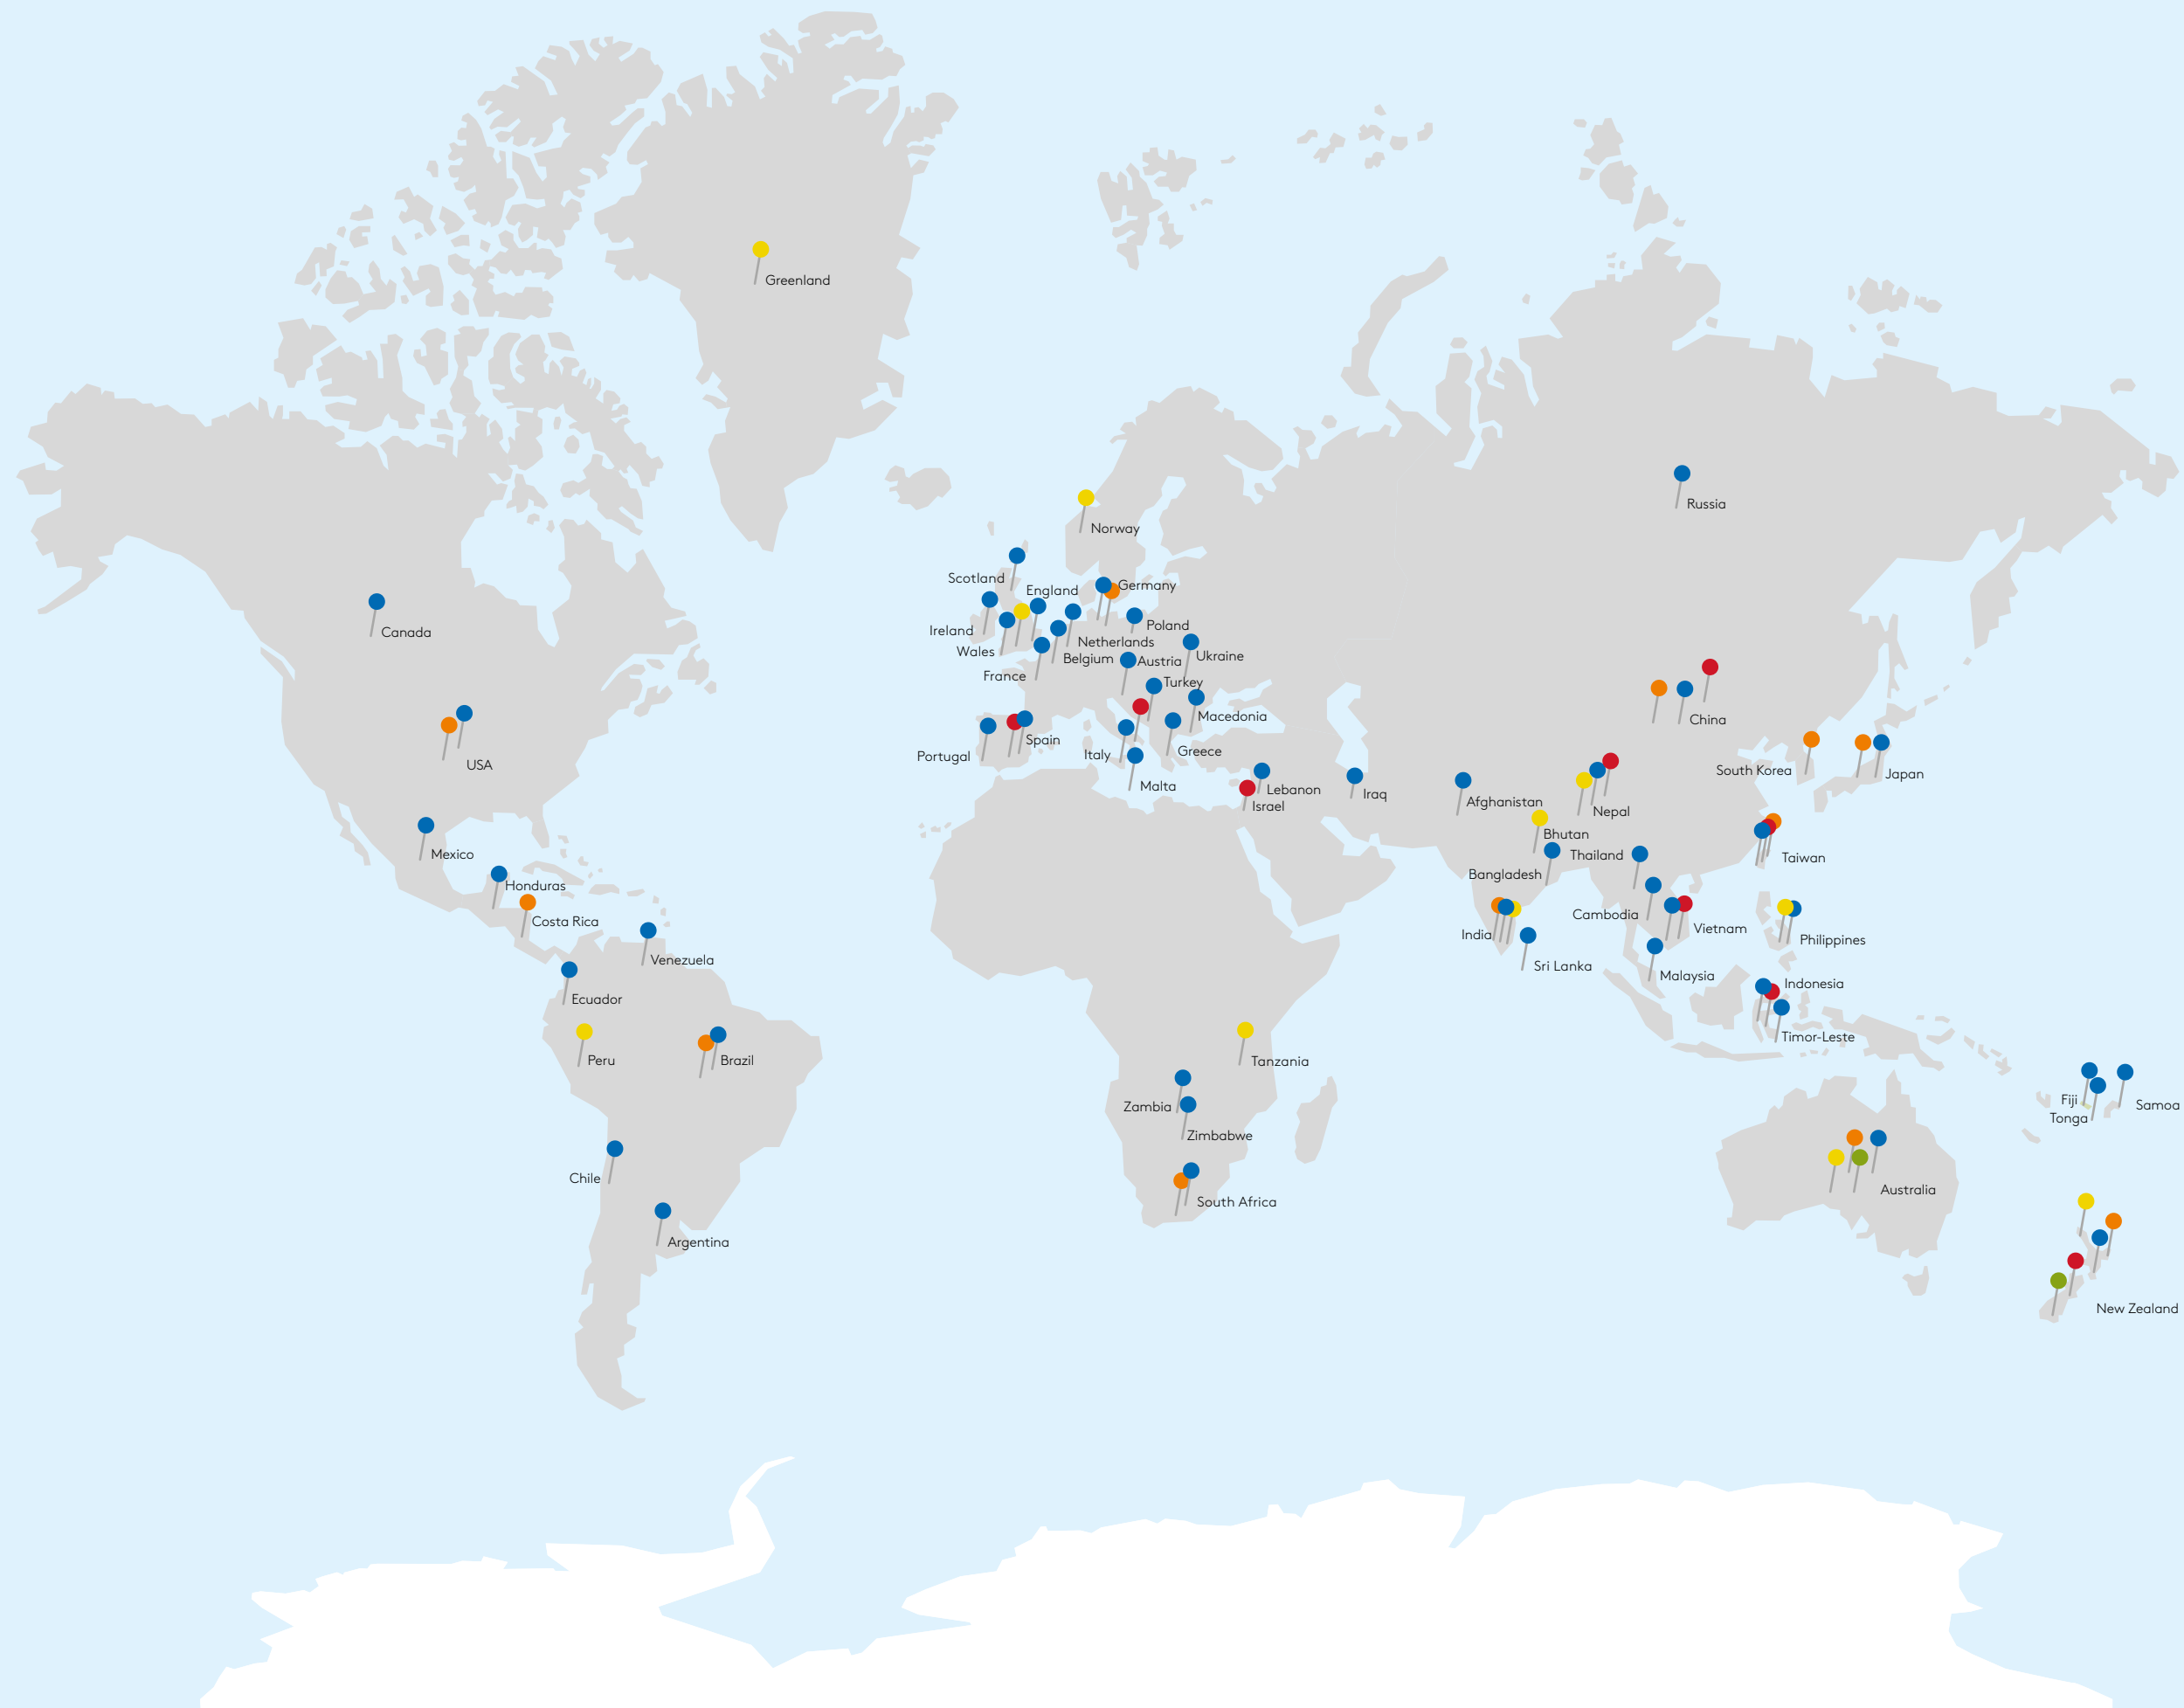 Greenland
Russia
Norway
Scotland
England
Germany
Ireland
Canada
Poland
Wales
Netherlands
Belgium
Austria
Ukraine
France
Turkey
Macedonia
China
Spain
Portugal
Italy
Greece
USA
South Korea
Japan
Malta
Lebanon
Iraq
Israel
Afghanistan
Nepal
Bhutan
Mexico
Thailand
Taiwan
Bangladesh
Honduras
Cambodia
Costa Rica
Vietnam
India
Philippines
Venezuela
Sri Lanka
Malaysia
Indonesia
Ecuador
Timor-Leste
Peru
Brazil
Tanzania
Fiji
Samoa
Zambia
Tonga
Zimbabwe
Chile
Australia
South Africa
Argentina
New Zealand